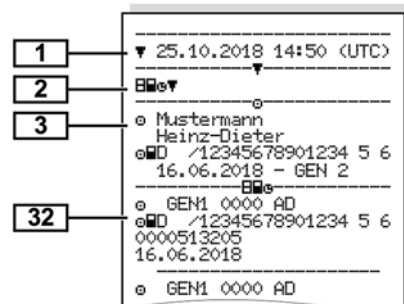 1
▼ 25.10.2018 14:50 (UTC)
2
3
Mustermann
Heinz-Dieter
D /12345678901234 5 6
16.06.2018 - GEN 2
GEN1 0000 AD
32
D /12345678901234 5 6
0000513205
16.06.2018
GEN1 0000 AD